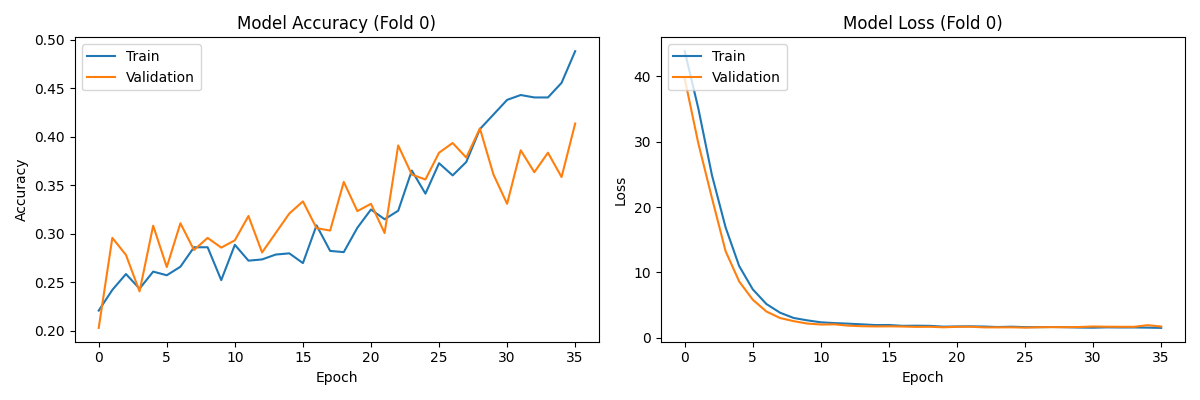 Model Accuracy (Fold 0)
0.50
0.45
0.40
0.35
0.30
0.25
0.20
Accuracy
Train
Validation
0 5 10 15 20 25 30 35
Epoch
Model Loss (Fold 0)
40
30
20
10
0
Loss
Train
Validation
0 5 10 15 20 25 30 35
Epoch